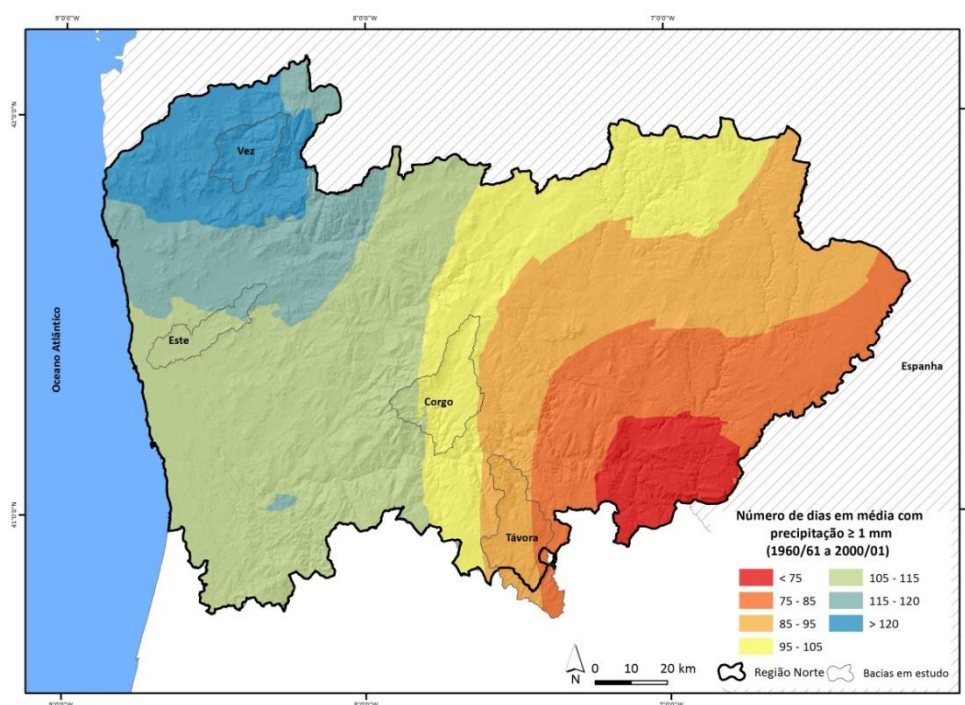 9°0'0"W 8°0'0"W 7°0'0"W
42°0'0"N
Vez
Este
Oceano Atlântico
Espanha
Corgo
41°0'0"N
Távora
Número de dias em média com
precipitação ≥ 1 mm
(1960/61 a 2000/01)
< 75 105 - 115
75 - 85 115 - 120
85 - 95 > 120
95 - 105
N 0 10 20 km
Região Norte Bacias em estudo